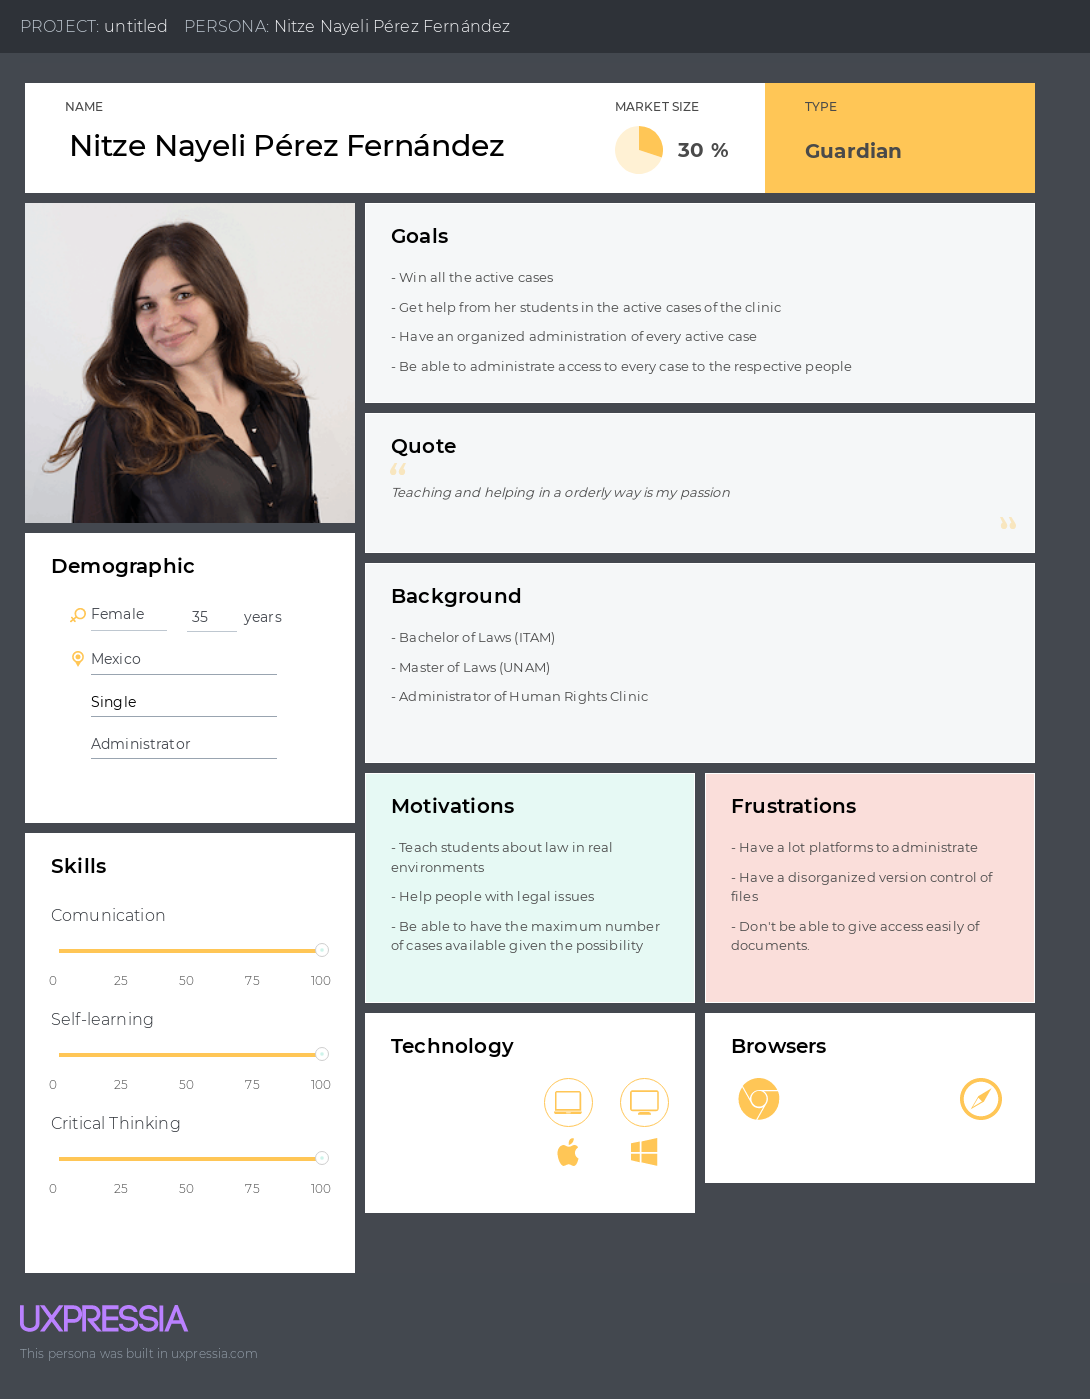 PROJECT: untitled PERSONA: Nitze Nayeli Pérez Fernández
NAME
Nitze Nayeli Pérez Fernández
MARKET SIZE
30 %
TYPE
Guardian
Goals
- Win all the active cases
- Get help from her students in the active cases of the clinic
- Have an organized administration of every active case
- Be able to administrate access to every case to the respective people
Quote
“
Teaching and helping in a orderly way is my passion
”
Demographic
Female 35 years
Mexico
Single
Administrator
Background
- Bachelor of Laws (ITAM)
- Master of Laws (UNAM)
- Administrator of Human Rights Clinic
Skills
Comunication
0 25 50 75 100
Self-learning
0 25 50 75 100
Critical Thinking
0 25 50 75 100
Motivations
- Teach students about law in real
environments
- Help people with legal issues
- Be able to have the maximum number
of cases available given the possibility
Frustrations
- Have a lot platforms to administrate
- Have a disorganized version control of
files
- Don't be able to give access easily of
documents.
Technology
Browsers
UXPRESSIA
This persona was built in uxpressia.com